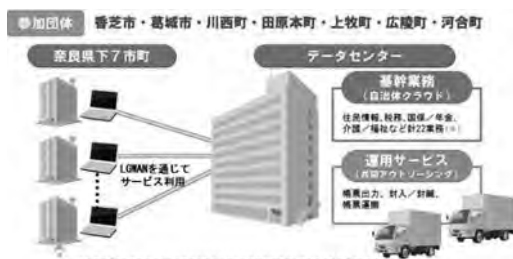 参加団体 香芝市・葛城市・川西町・田原本町・上牧町・広陵町・河合町
奈良県下7市町
データセンター
基幹業務
(自治体クラウド)
住民情報、税務、国保/年金、
介護/福祉など計22業務(※)
LGWANを通じて
サービス利用
運用サービス
(共同アウトソーシング)
帳票出力、封入/封緘、
帳票運搬